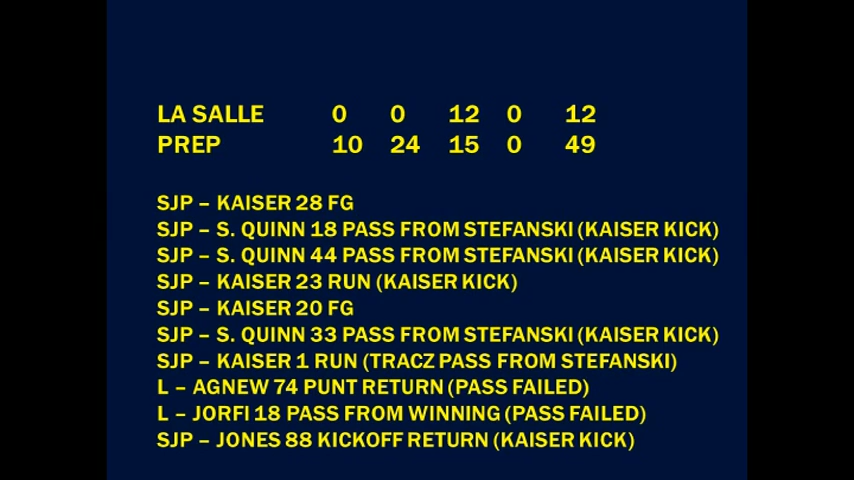 LA SALLE 0 0 12 0 12
PREP 10 24 15 0 49
SJP – KAISER 28 FG
SJP – S. QUINN 18 PASS FROM STEFANSKI (KAISER KICK)
SJP – S. QUINN 44 PASS FROM STEFANSKI (KAISER KICK)
SJP – KAISER 23 RUN (KAISER KICK)
SJP – KAISER 20 FG
SJP – S. QUINN 33 PASS FROM STEFANSKI (KAISER KICK)
SJP – KAISER 1 RUN (TRACZ PASS FROM STEFANSKI)
L – AGNEW 74 PUNT RETURN (PASS FAILED)
L – JORFI 18 PASS FROM WINNING (PASS FAILED)
SJP – JONES 88 KICKOFF RETURN (KAISER KICK)